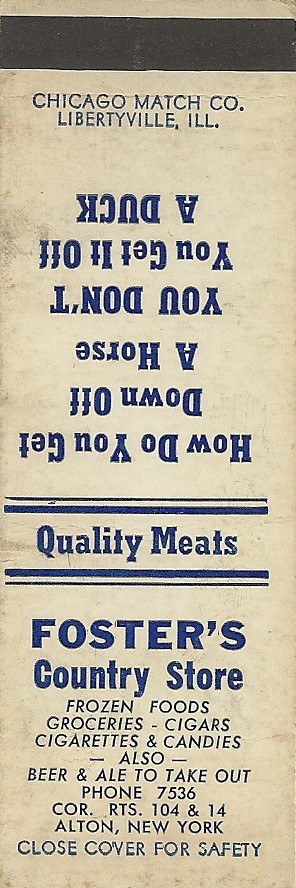 CHICAGO MATCH CO.
LIBERTYVILLE, ILL.
How Do You Get
Down Off
A Horse
YOU DON'T
You Get It Off
A DUCK
Quality Meats
FOSTER'S
Country Store
FROZEN FOODS
GROCERIES - CIGARS
CIGARETTES & CANDIES
— ALSO —
BEER & ALE TO TAKE OUT
PHONE 7536
COR. RTS. 104 & 14
ALTON, NEW YORK
CLOSE COVER FOR SAFETY